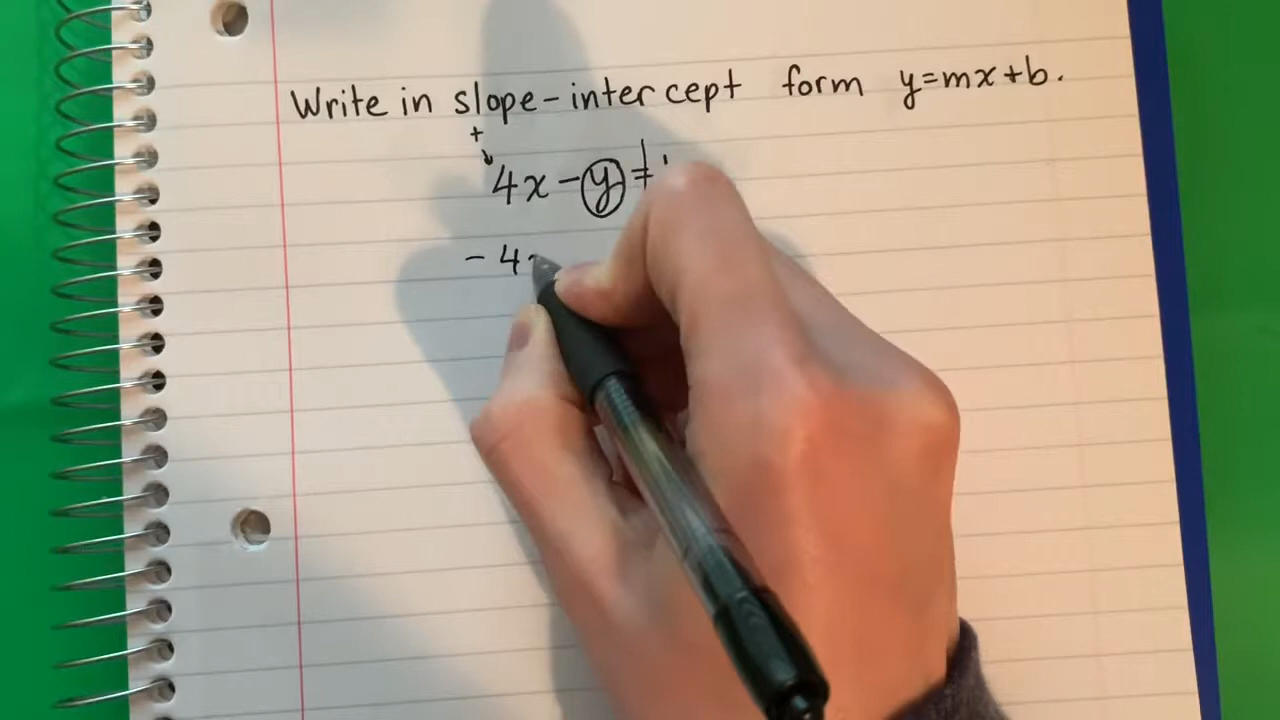 Write in slope-intercept form y=mx+b.
+
4x - y =
- 4